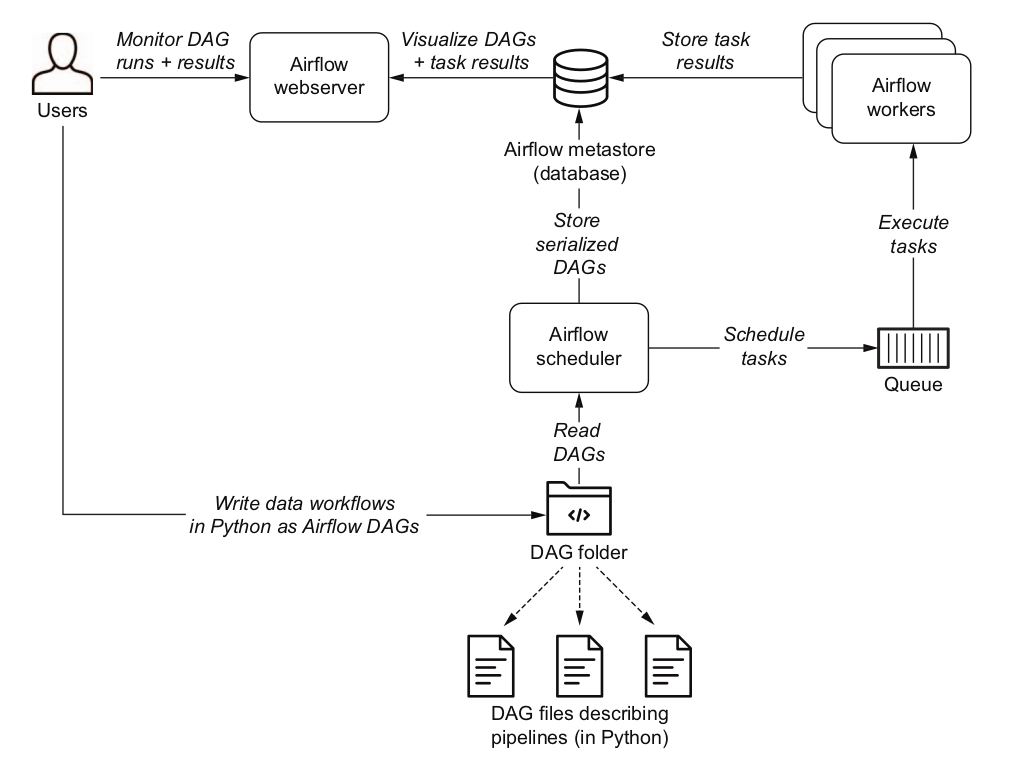 Monitor DAG
runs + results
Users
Airflow
webserver
Visualize DAGs
+ task results
Store task
results
Airflow
workers
Airflow metastore
(database)
Store
serialized
DAGs
Execute
tasks
Airflow
scheduler
Schedule
tasks
Queue
Read
DAGs
Write data workflows
in Python as Airflow DAGs
</>
DAG folder
DAG files describing
pipelines (in Python)